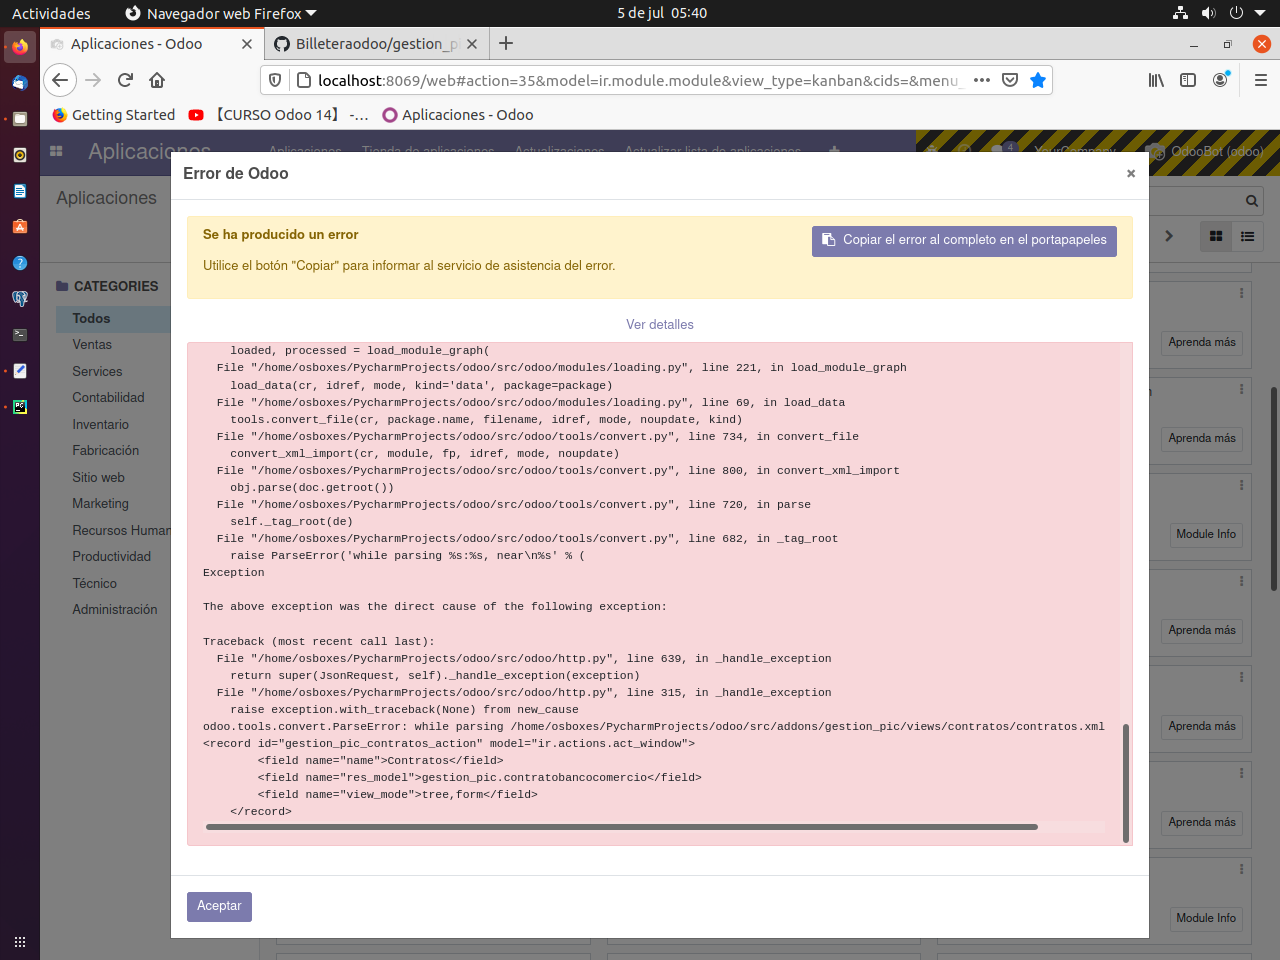 Actividades
Navegador web Firefox
5 de jul 05:40
Aplicaciones - Odoo
Billeteraodoo/gestion_p
localhost:8069/web#action=35&model=ir.module.module&view_type=kanban&cids=&menu_
Getting Started
【CURSO Odoo 14】 -...
Aplicaciones - Odoo
Aplicaciones
Aplicaciones
Tienda de aplicaciones
Actualizaciones
Actualizar lista de aplicaciones
4
YourCompany
OdooBot (odoo)
Aplicaciones
CATEGORIES
Todos
Ventas
Services
Contabilidad
Inventario
Fabricación
Sitio web
Marketing
Recursos Human
Productividad
Técnico
Administración
Error de Odoo
×
Se ha producido un error
Copiar el error al completo en el portapapeles
Utilice el botón "Copiar" para informar al servicio de asistencia del error.
Ver detalles
loaded, processed = load_module_graph(
File "/home/osboxes/PycharmProjects/odoo/src/odoo/modules/loading.py", line 221, in load_module_graph
load_data(cr, idref, mode, kind='data', package=package)
File "/home/osboxes/PycharmProjects/odoo/src/odoo/modules/loading.py", line 69, in load_data
tools.convert_file(cr, package.name, filename, idref, mode, noupdate, kind)
File "/home/osboxes/PycharmProjects/odoo/src/odoo/tools/convert.py", line 734, in convert_file
convert_xml_import(cr, module, fp, idref, mode, noupdate)
File "/home/osboxes/PycharmProjects/odoo/src/odoo/tools/convert.py", line 800, in convert_xml_import
obj.parse(doc.getroot())
File "/home/osboxes/PycharmProjects/odoo/src/odoo/tools/convert.py", line 720, in parse
self._tag_root(de)
File "/home/osboxes/PycharmProjects/odoo/src/odoo/tools/convert.py", line 682, in _tag_root
raise ParseError('while parsing %s:%s, near\n%s' % (
Exception
The above exception was the direct cause of the following exception:
Traceback (most recent call last):
File "/home/osboxes/PycharmProjects/odoo/src/odoo/http.py", line 639, in _handle_exception
return super(JsonRequest, self)._handle_exception(exception)
File "/home/osboxes/PycharmProjects/odoo/src/odoo/http.py", line 315, in _handle_exception
raise exception.with_traceback(None) from new_cause
odoo.tools.convert.ParseError: while parsing /home/osboxes/PycharmProjects/odoo/src/addons/gestion_pic/views/contratos/contratos.xml
<record id="gestion_pic_contratos_action" model="ir.actions.act_window">
<field name="name">Contratos</field>
<field name="res_model">gestion_pic.contratobancocomercio</field>
<field name="view_mode">tree,form</field>
</record>
Aceptar
Aprenda más
Aprenda más
Module Info
Aprenda más
Aprenda más
Aprenda más
Module Info